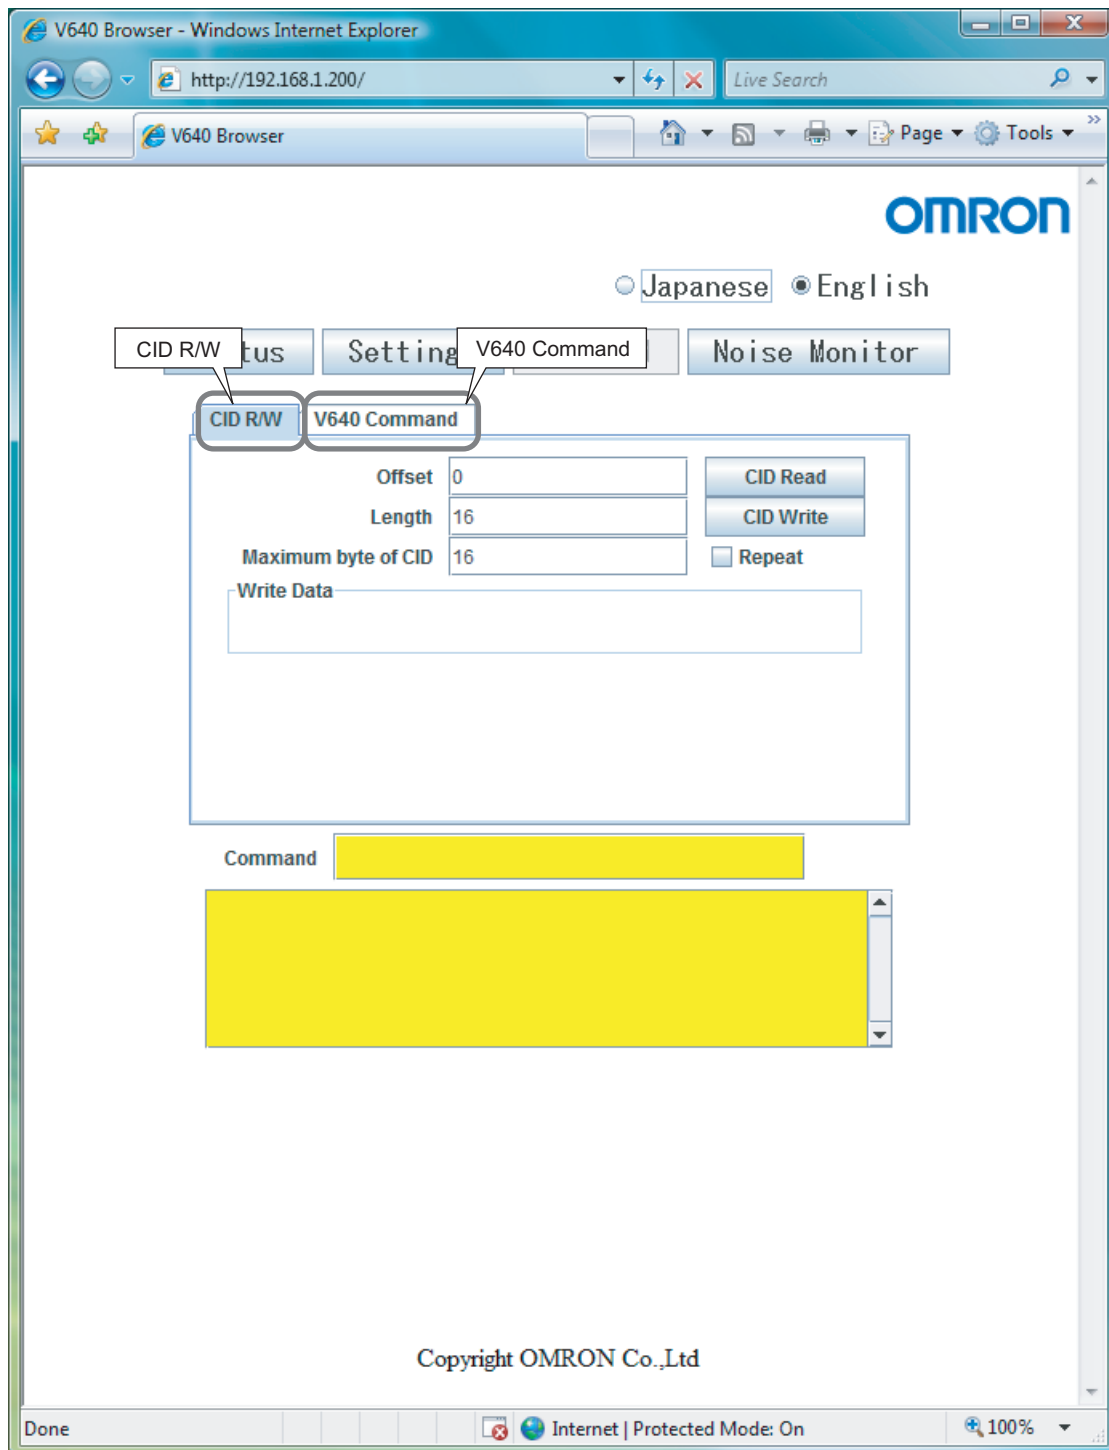 V640 Browser - Windows Internet Explorer
http://192.168.1.200/
Live Search
V640 Browser
Page
Tools
OMRON
Japanese
English
CID R/W
V640 Command
Noise Monitor
CID R/W
V640 Command
Offset
0
CID Read
Length
16
CID Write
Maximum byte of CID
16
Repeat
Write Data
Command
Copyright OMRON Co.,Ltd
Done
Internet | Protected Mode: On
100%